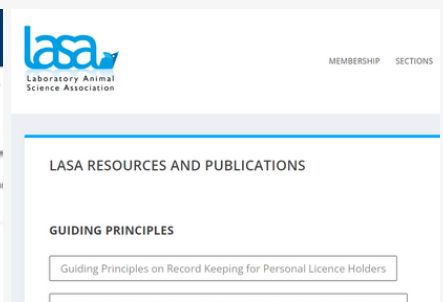 lasa
Laboratory Animal
Science Association
MEMBERSHIP SECTIONS
LASA RESOURCES AND PUBLICATIONS
GUIDING PRINCIPLES
Guiding Principles on Record Keeping for Personal Licence Holders